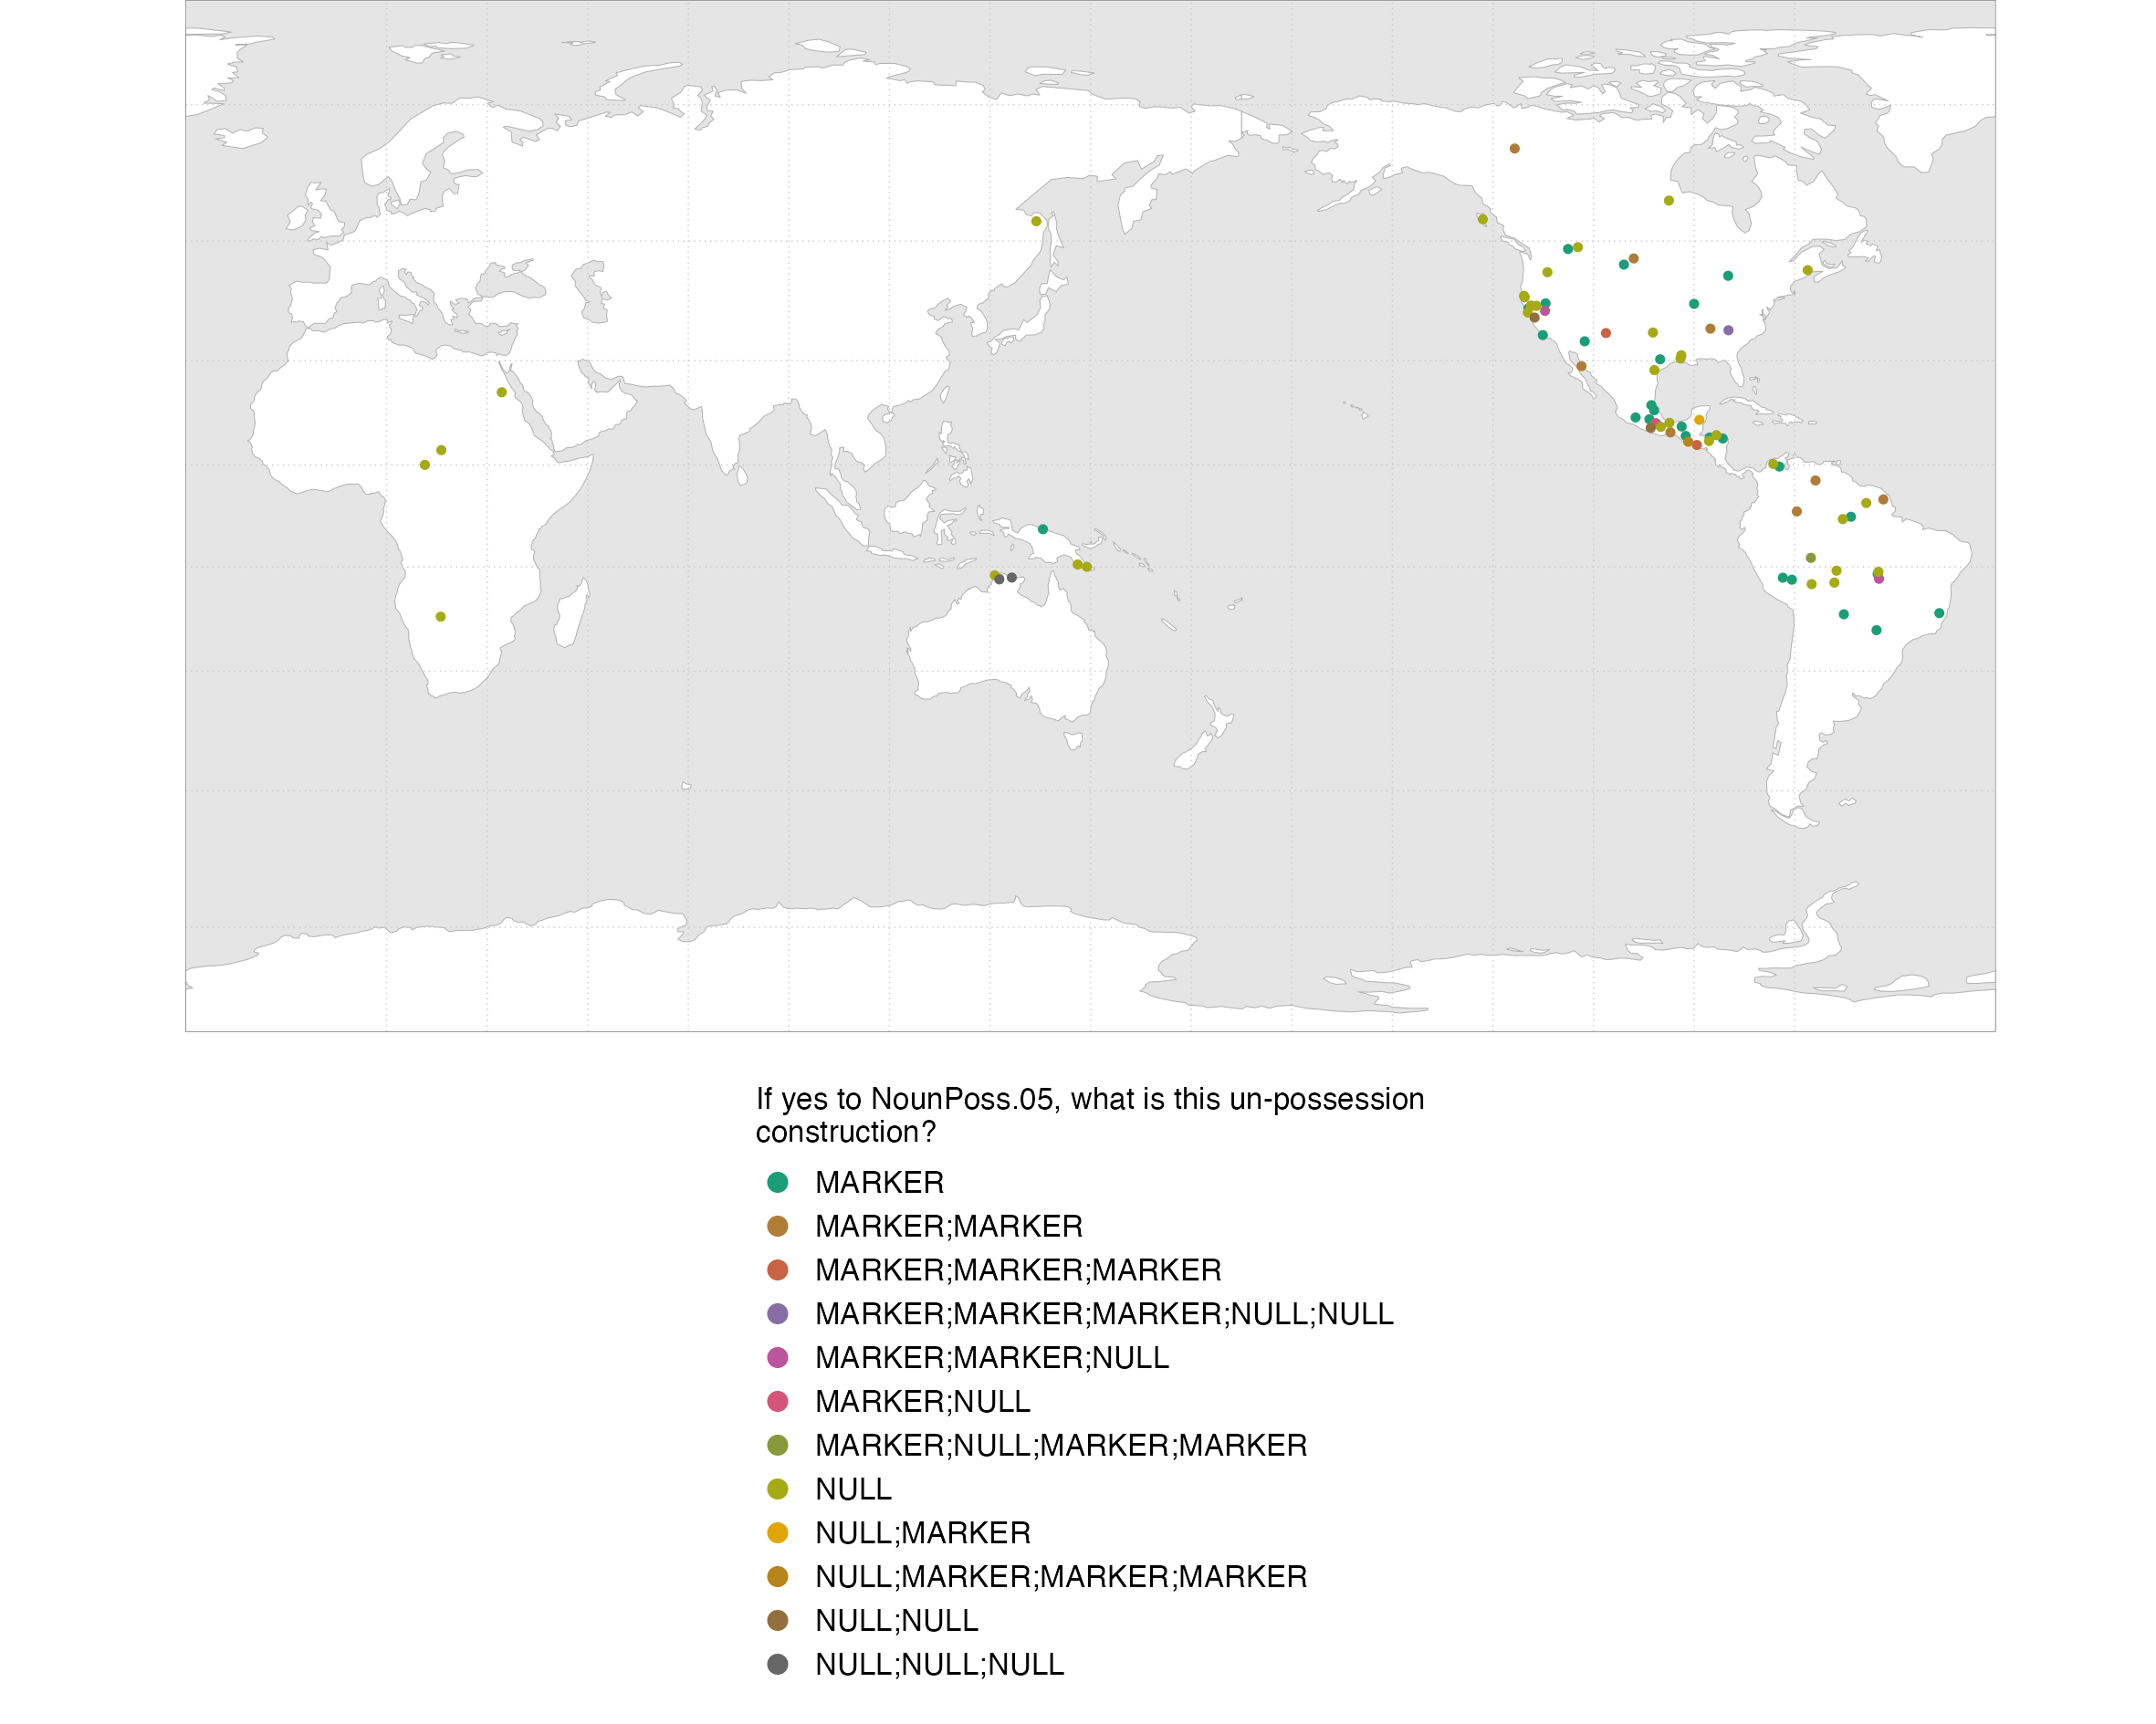 If yes to NounPoss.05, what is this un-possession
construction?
MARKER
MARKER;MARKER
MARKER;MARKER;MARKER
MARKER;MARKER;MARKER;NULL;NULL
MARKER;MARKER;NULL
MARKER;NULL
MARKER;NULL;MARKER;MARKER
NULL
NULL;MARKER
NULL;MARKER;MARKER;MARKER
NULL;NULL
NULL;NULL;NULL